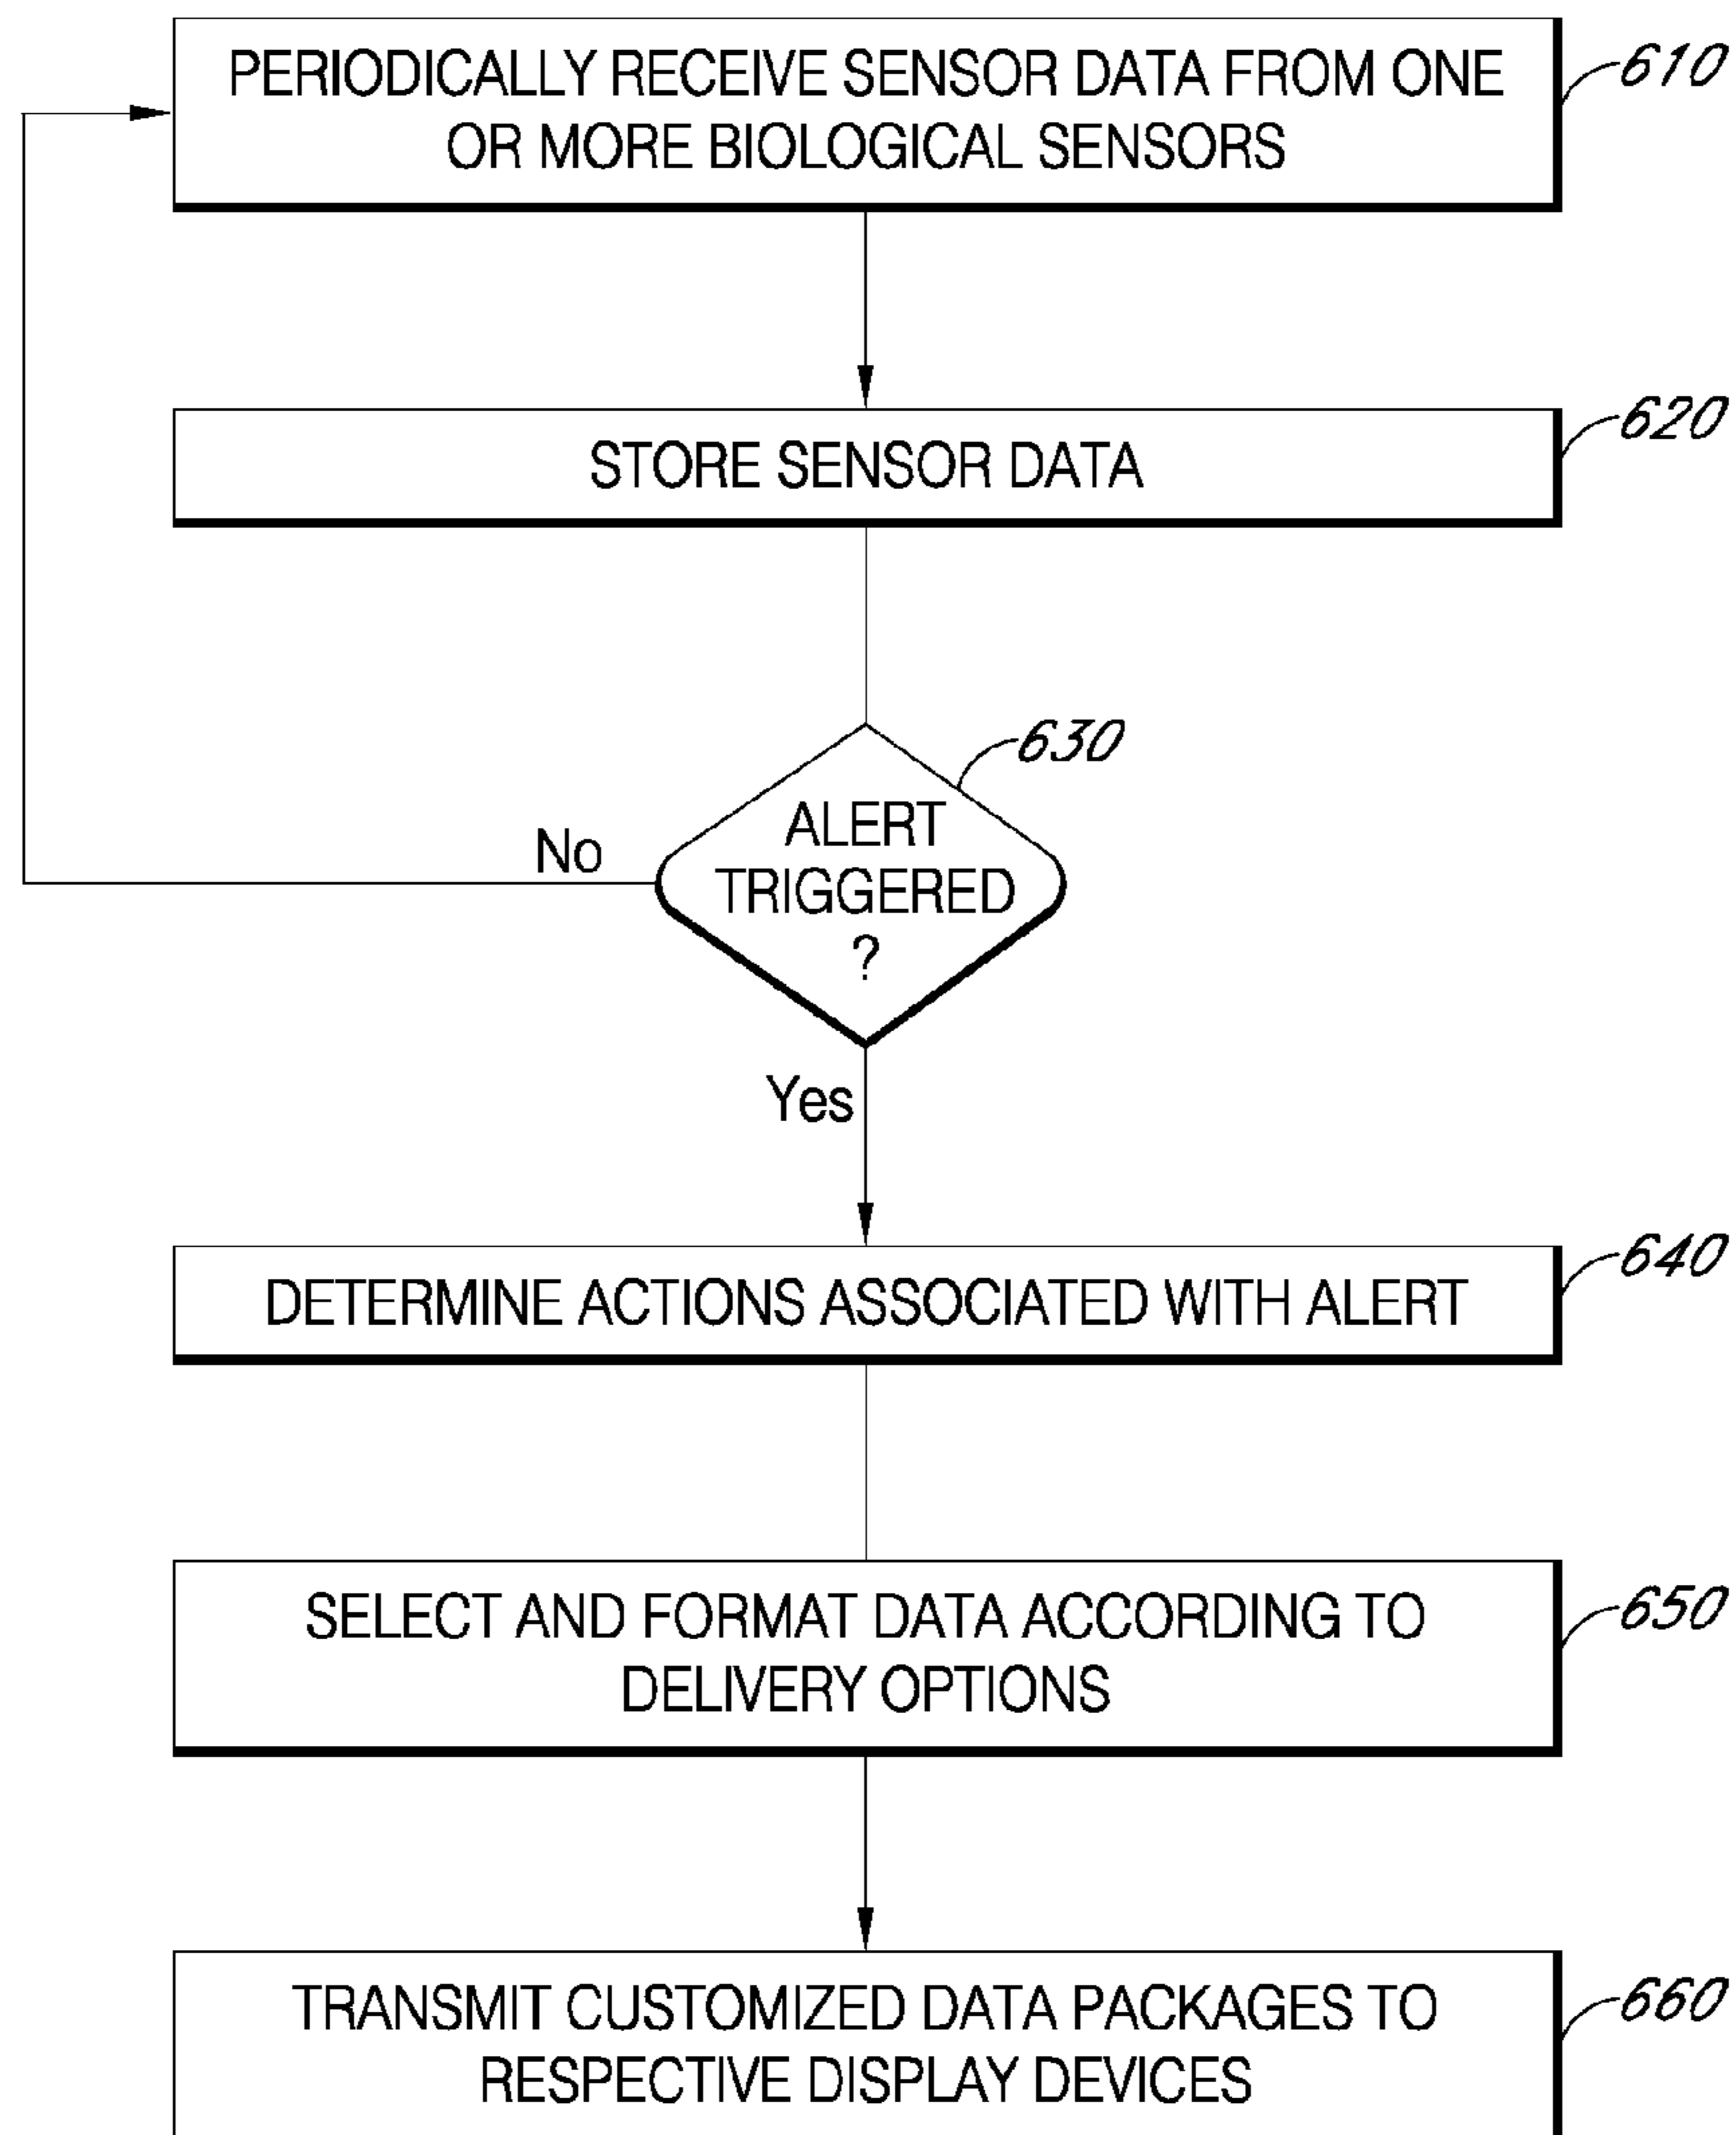 PERIODICALLY RECEIVE SENSOR DATA FROM ONE
OR MORE BIOLOGICAL SENSORS
610
STORE SENSOR DATA
620
630
ALERT
TRIGGERED
?
No
Yes
DETERMINE ACTIONS ASSOCIATED WITH ALERT
640
SELECT AND FORMAT DATA ACCORDING TO
DELIVERY OPTIONS
650
TRANSMIT CUSTOMIZED DATA PACKAGES TO
RESPECTIVE DISPLAY DEVICES
660